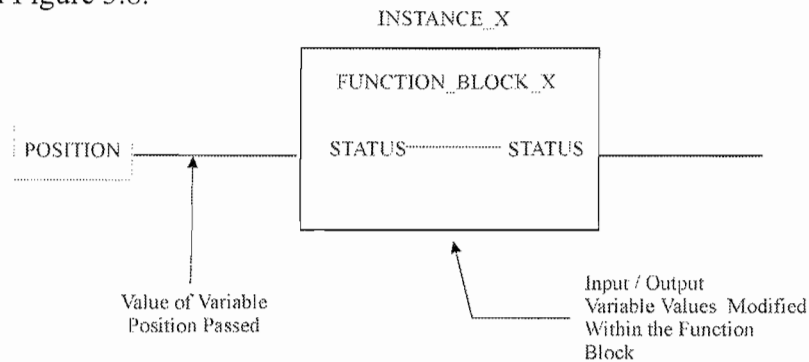 Figure 5.8.
INSTANCE_X
FUNCTION_BLOCK_X
POSITION
STATUS STATUS
Value of Variable
Position Passed
Input / Output
Variable Values Modified
Within the Function
Block